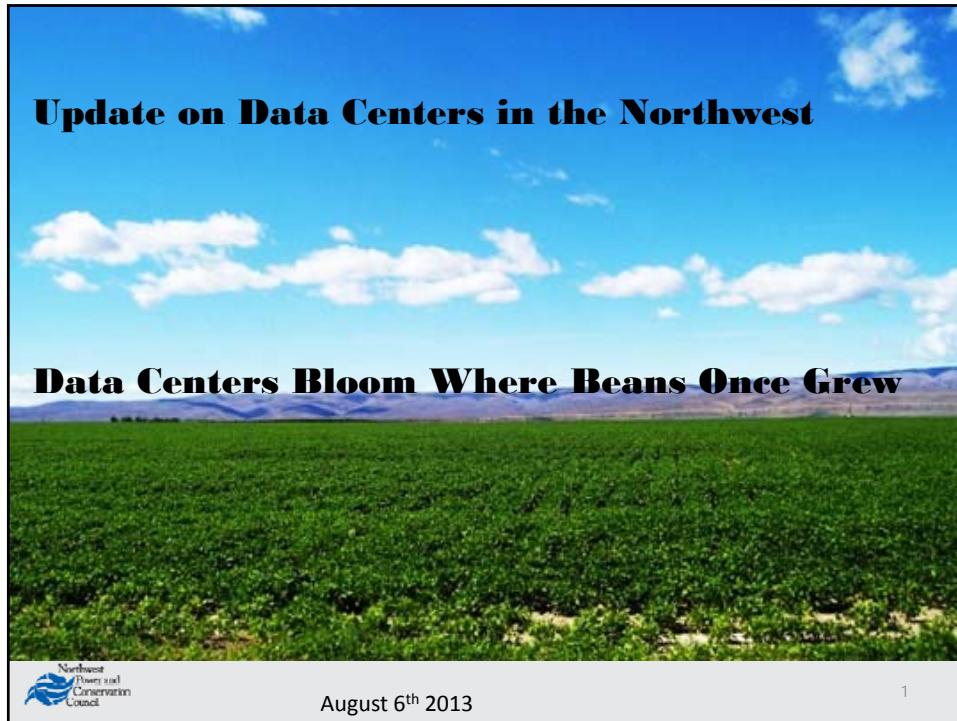 Update on Data Centers in the Northwest
Data Centers Bloom Where Beans Once Grew
Northwest
Power and
Conservation
Council
August 6th 2013
1